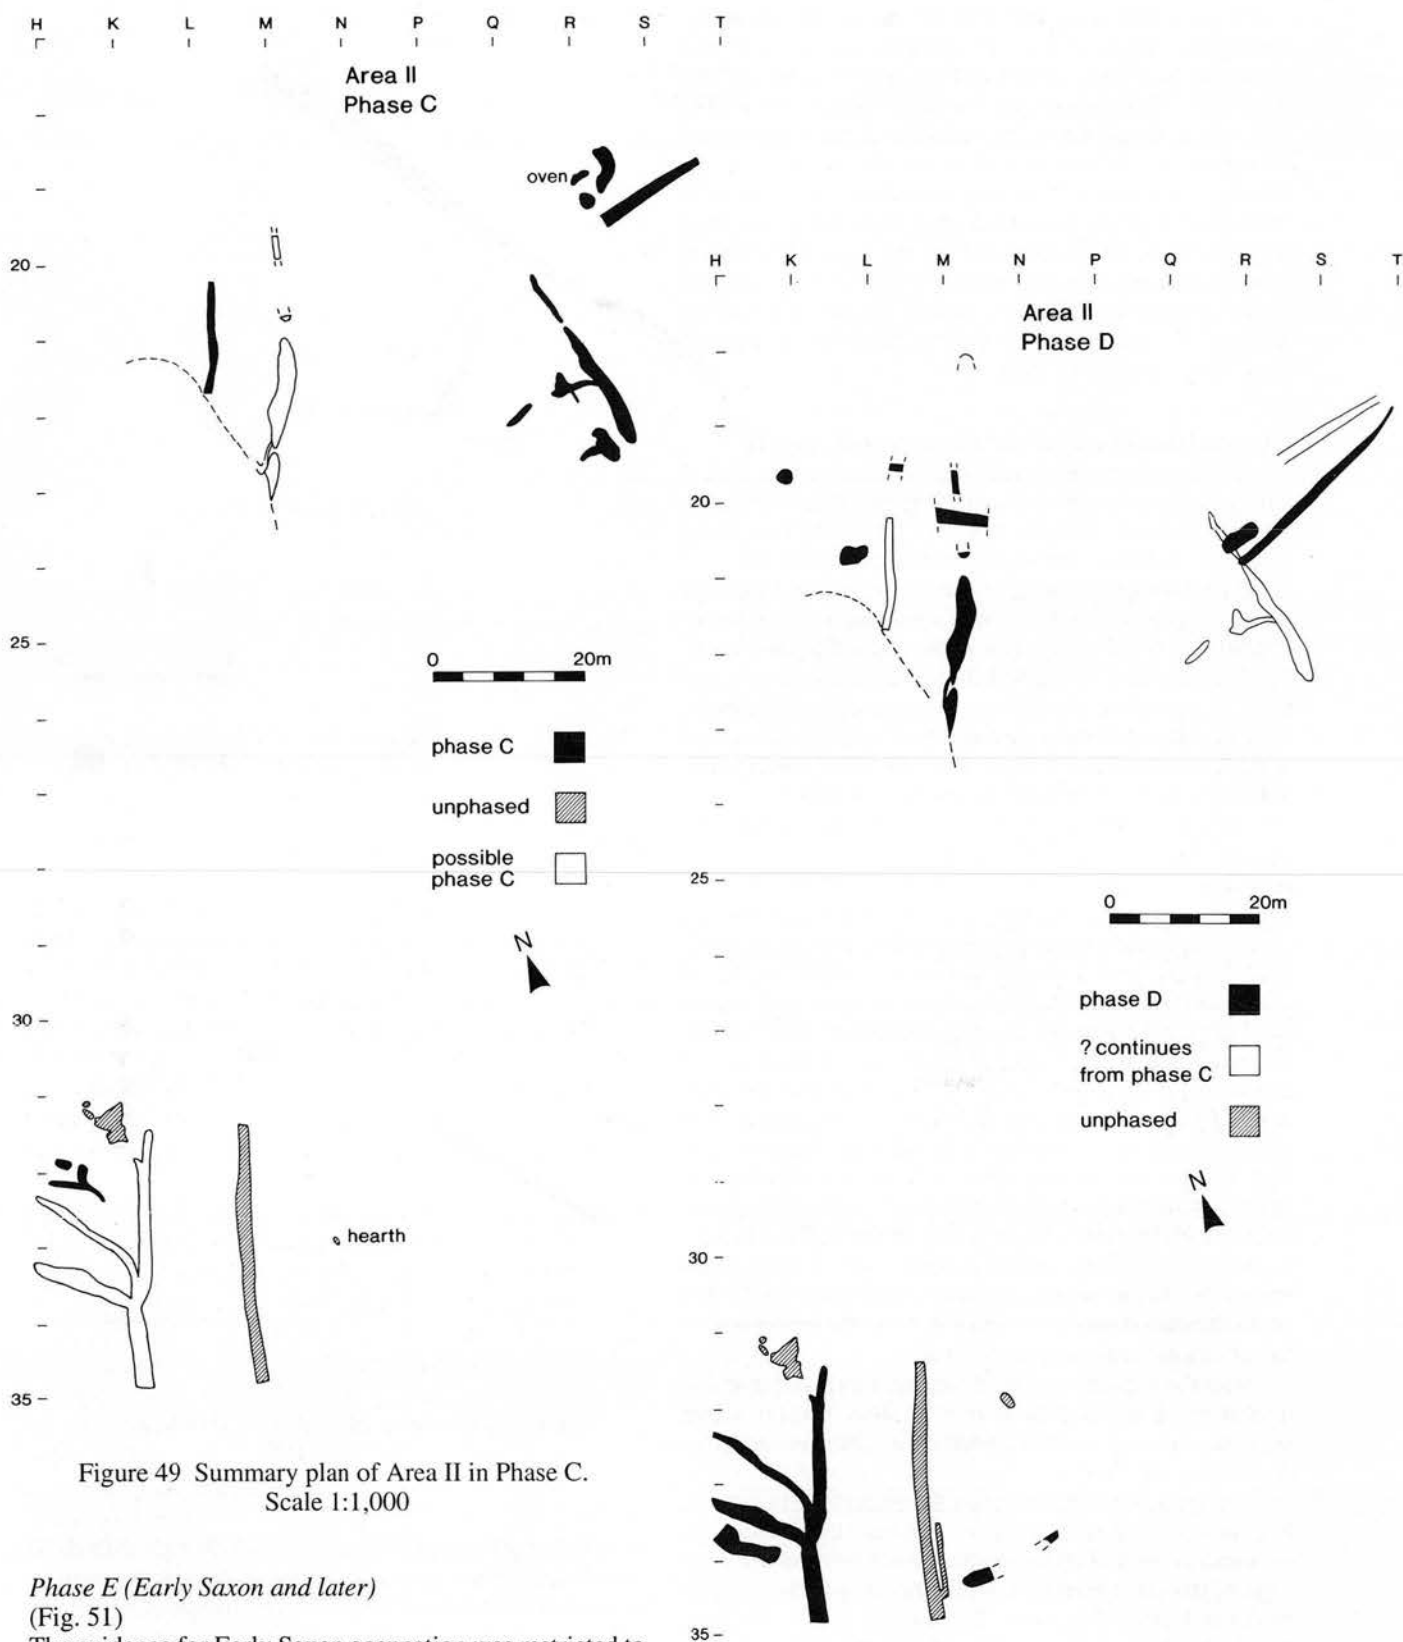 H K L M N P Q R S T
Area II
Phase C
oven
20
25
0 20m
phase C
unphased
possible
phase C
N
30
hearth
35
Figure 49 Summary plan of Area II in Phase C.
Scale 1:1,000
Phase E (Early Saxon and later)
(Fig. 51)
H K L M N P Q R S T
Area II
Phase D
20
25
0 20m
phase D
? continues
from phase C
unphased
N
30
35